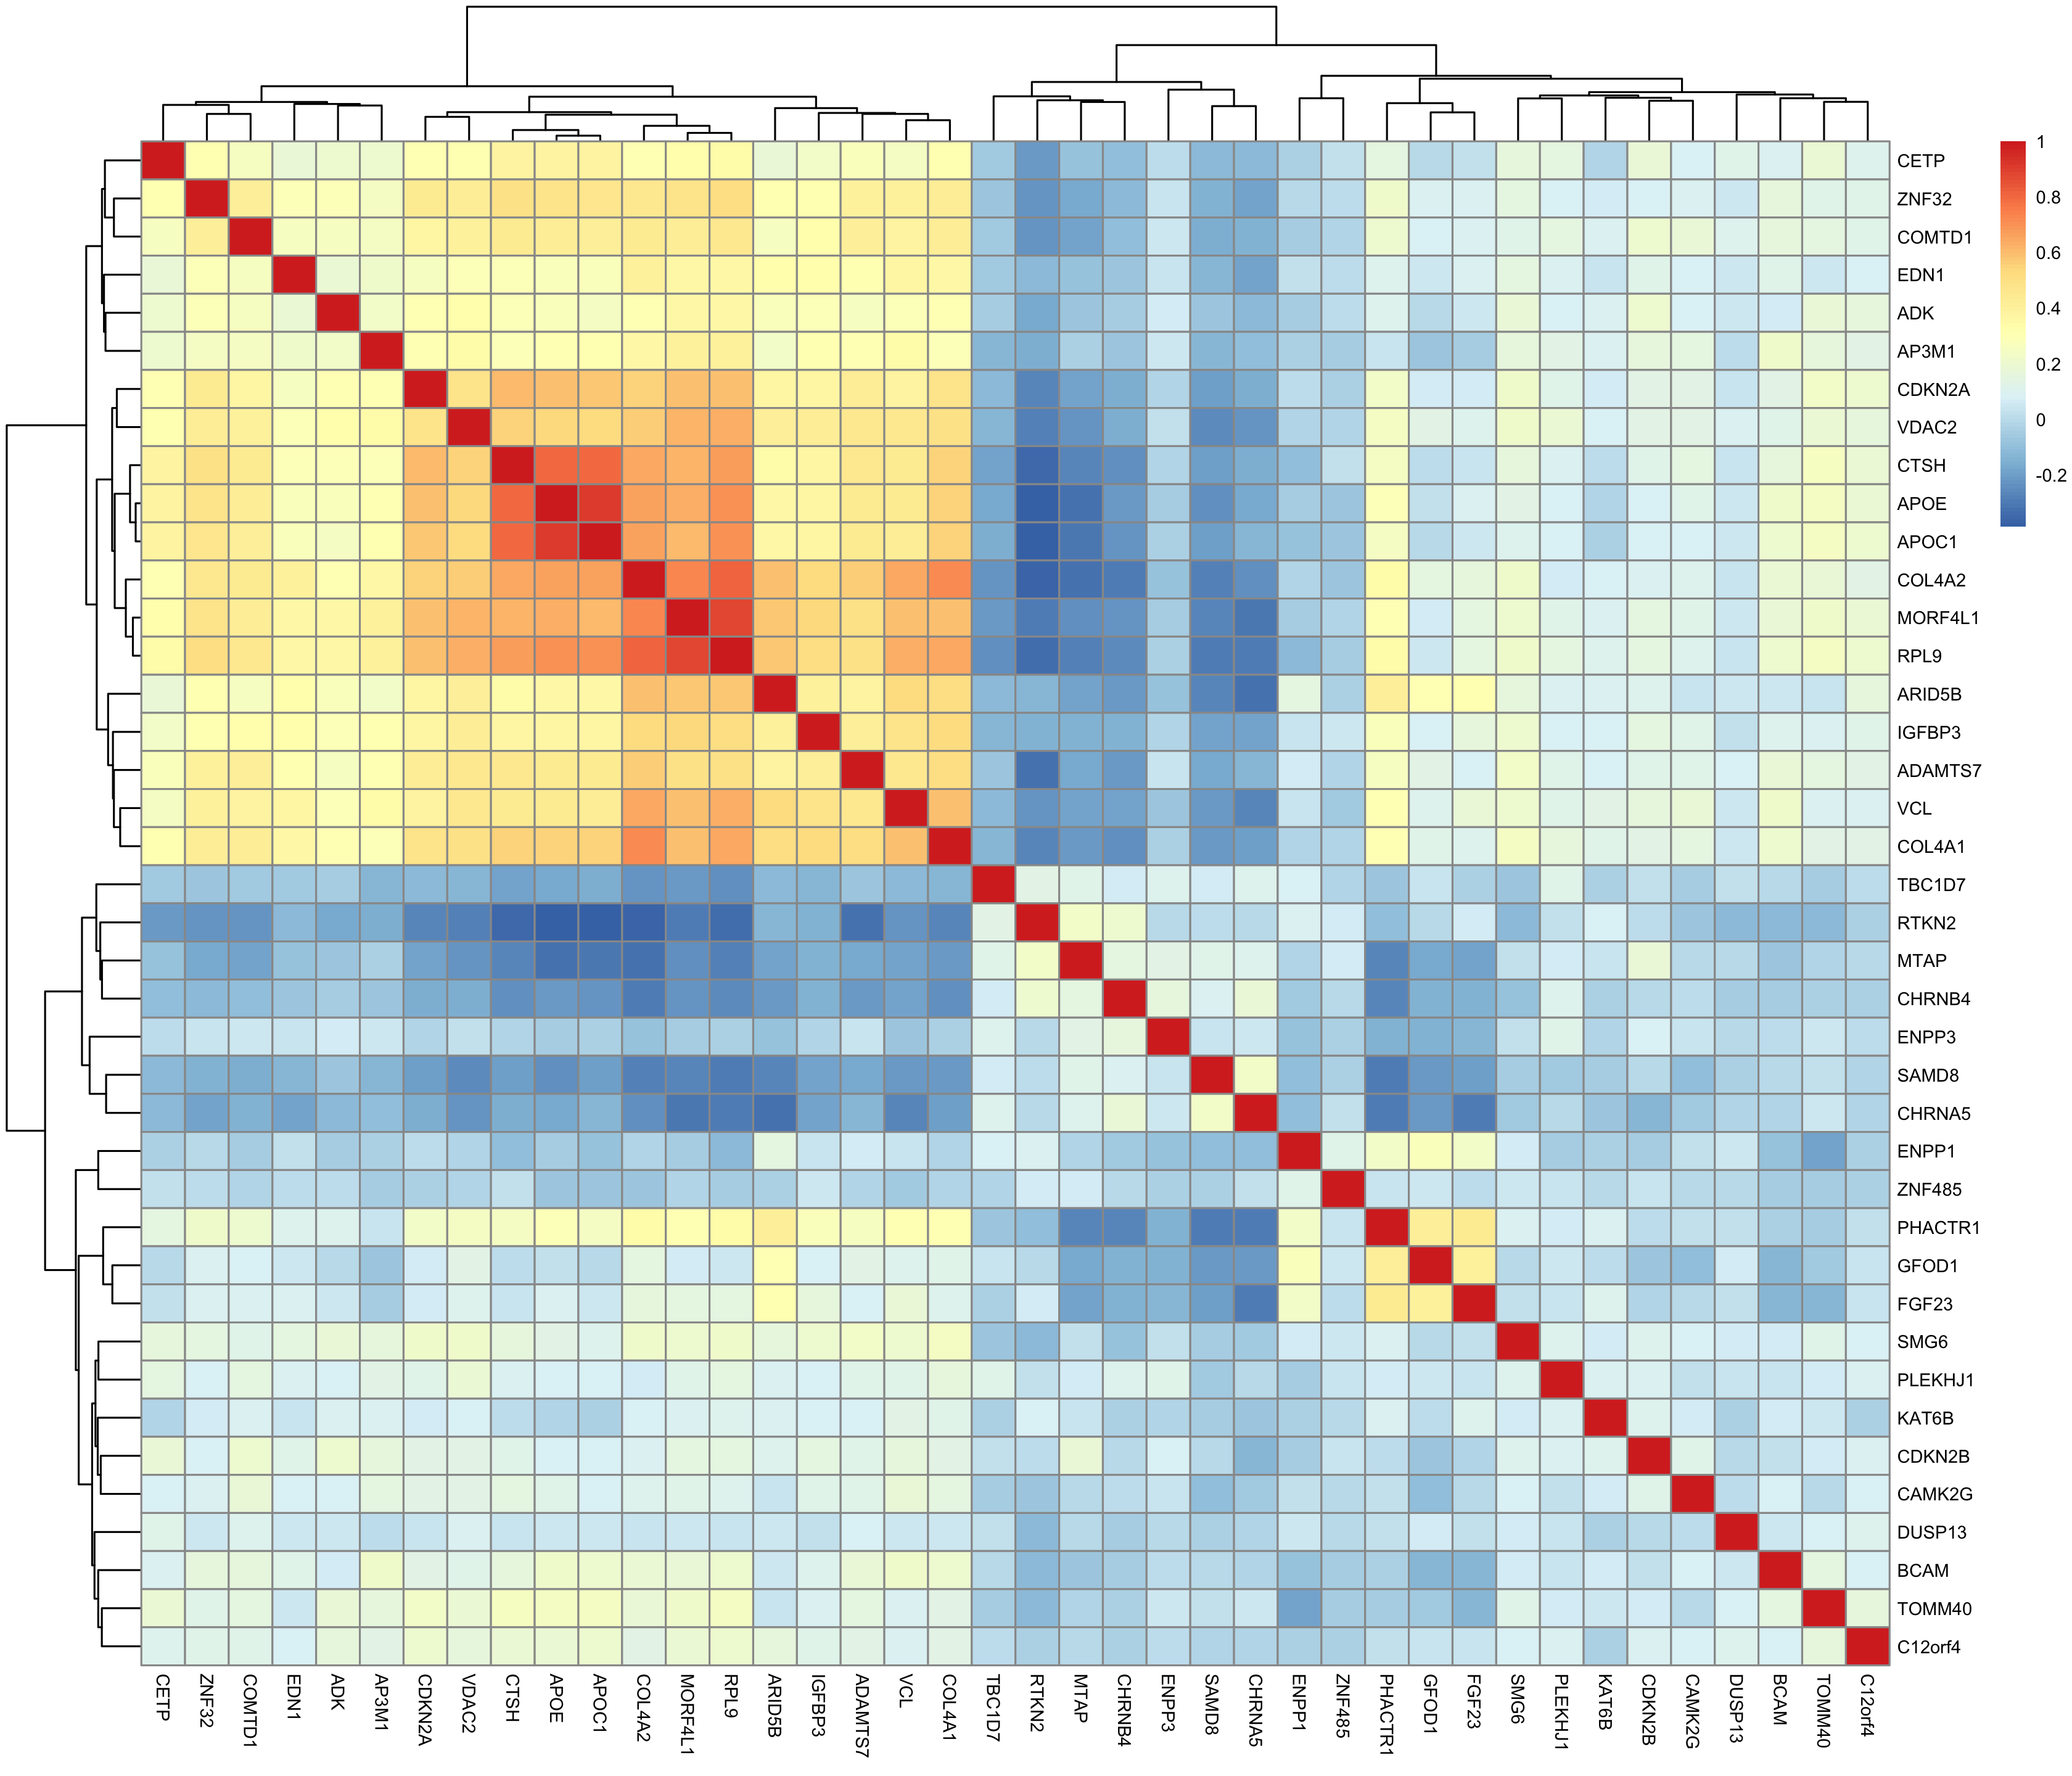 1
0.8
0.6
0.4
0.2
0
-0.2
CETP
ZNF32
COMTD1
EDN1
ADK
AP3M1
CDKN2A
VDAC2
CTSH
APOE
APOC1
COL4A2
MORF4L1
RPL9
ARID5B
IGFBP3
ADAMTS7
VCL
COL4A1
TBC1D7
RTKN2
MTAP
CHRNB4
ENPP3
SAMD8
CHRNA5
ENPP1
ZNF485
PHACTR1
GFOD1
FGF23
SMG6
PLEKHJ1
KAT6B
CDKN2B
CAMK2G
DUSP13
BCAM
TOMM40
C12orf4
CETP
ZNF32
COMTD1
EDN1
ADK
AP3M1
CDKN2A
VDAC2
CTSH
APOE
APOC1
COL4A2
MORF4L1
RPL9
ARID5B
IGFBP3
ADAMTS7
VCL
COL4A1
TBC1D7
RTKN2
MTAP
CHRNB4
ENPP3
SAMD8
CHRNA5
ENPP1
ZNF485
PHACTR1
GFOD1
FGF23
SMG6
PLEKHJ1
KAT6B
CDKN2B
CAMK2G
DUSP13
BCAM
TOMM40
C12orf4